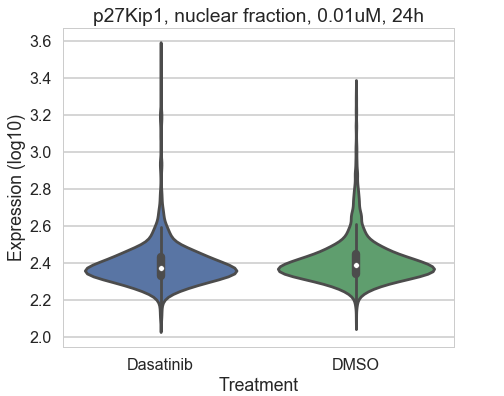 p27Kip1, nuclear fraction, 0.01uM, 24h
3.6
3.4
3.2
3.0
2.8
2.6
2.4
2.2
2.0
Expression (log10)
Dasatinib DMSO
Treatment